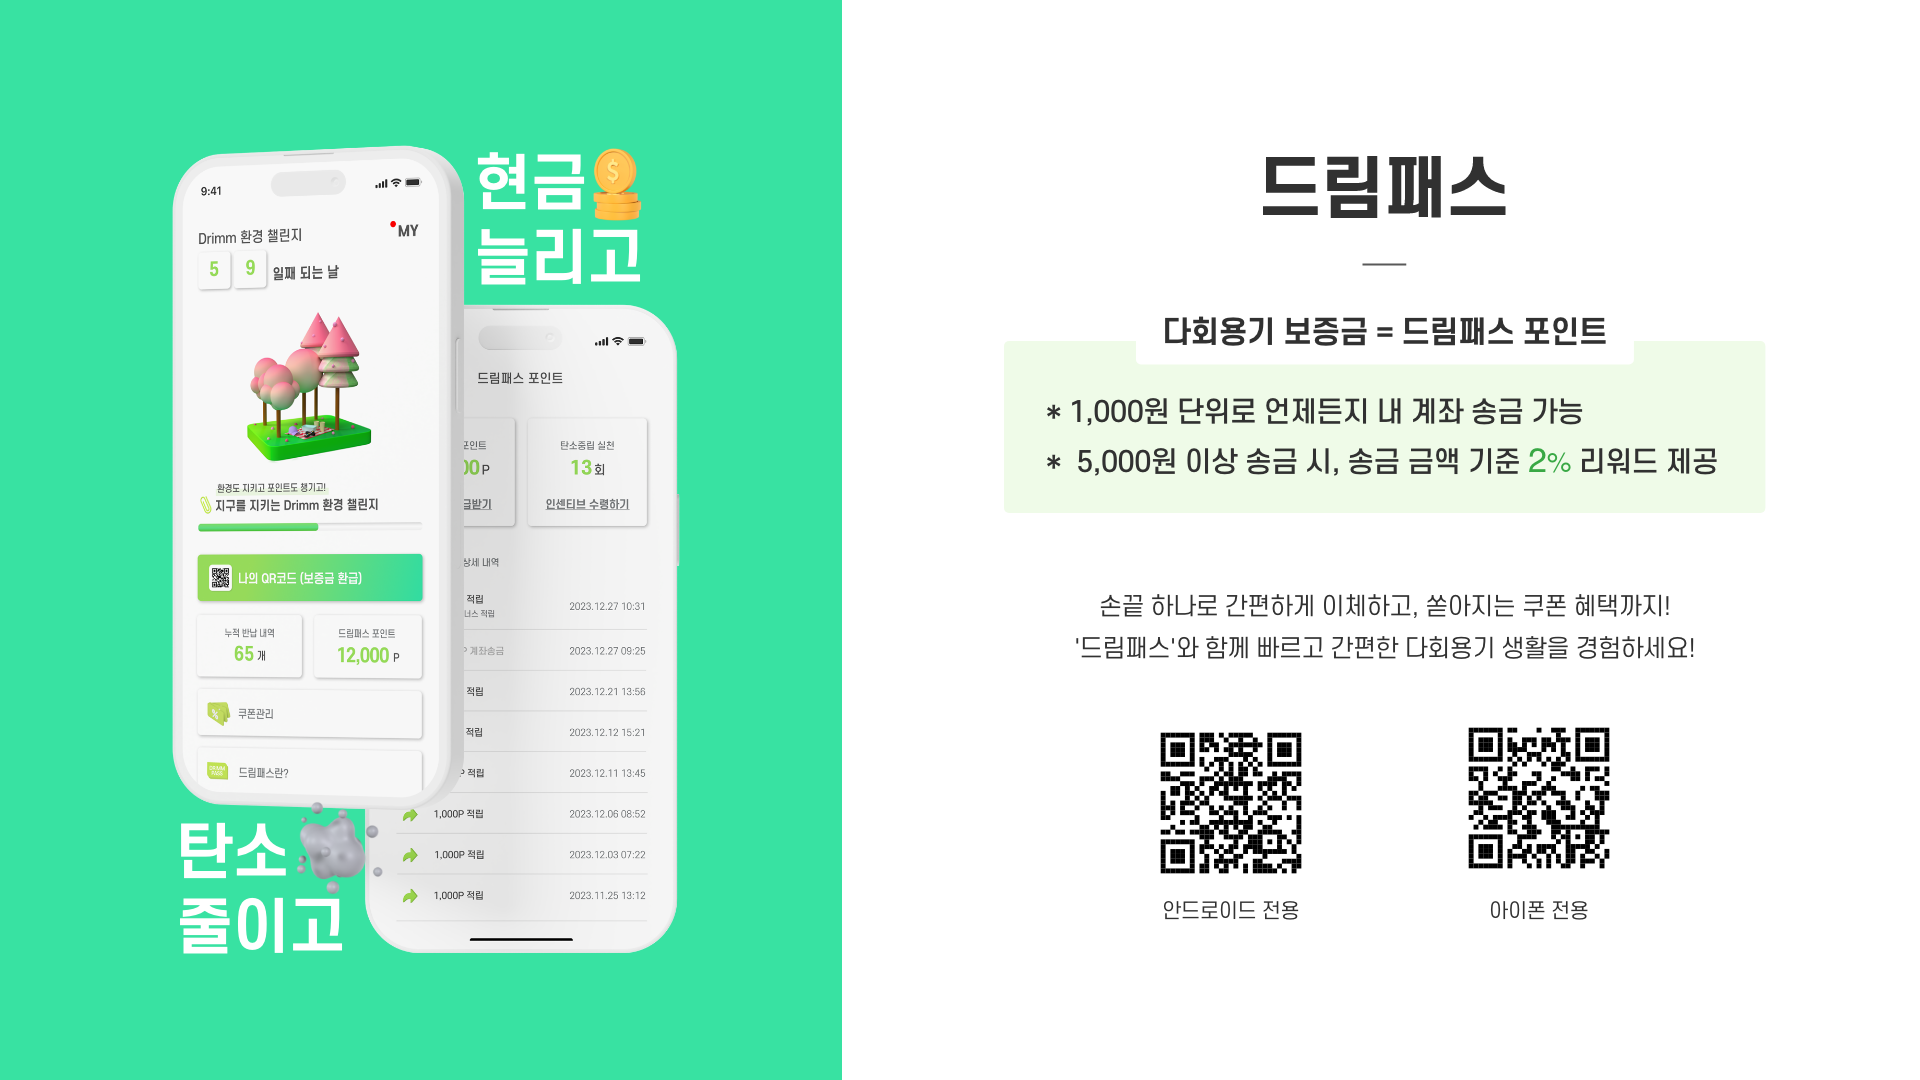 현금
늘리고
9:41
Drimm 환경 챌린지
MY
5 9 일째 되는 날
환경도 지키고 포인트도 챙기고!
지구를 지키는 Drimm 환경 챌린지
나의 QR코드 (보증금 환급)
누적 반납 내역
65 개
드림패스 포인트
12,000 P
쿠폰관리
드림패스란?
드림패스 포인트
포인트
00 P
급받기
탄소중립 실천
13 회
인센티브 수령하기
상세 내역
적립
너스 적립
2023.12.27 10:31
P 계좌송금
2023.12.27 09:25
적립
2023.12.21 13:56
적립
2023.12.12 15:21
P 적립
2023.12.11 13:45
1,000P 적립
2023.12.06 08:52
1,000P 적립
2023.12.03 07:22
1,000P 적립
2023.11.25 13:12
탄소
줄이고
드림패스
다회용기 보증금 = 드림패스 포인트
* 1,000원 단위로 언제든지 내 계좌 송금 가능
* 5,000원 이상 송금 시, 송금 금액 기준 2% 리워드 제공
손끝 하나로 간편하게 이체하고, 쏟아지는 쿠폰 혜택까지!
'드림패스'와 함께 빠르고 간편한 다회용기 생활을 경험하세요!
안드로이드 전용
아이폰 전용